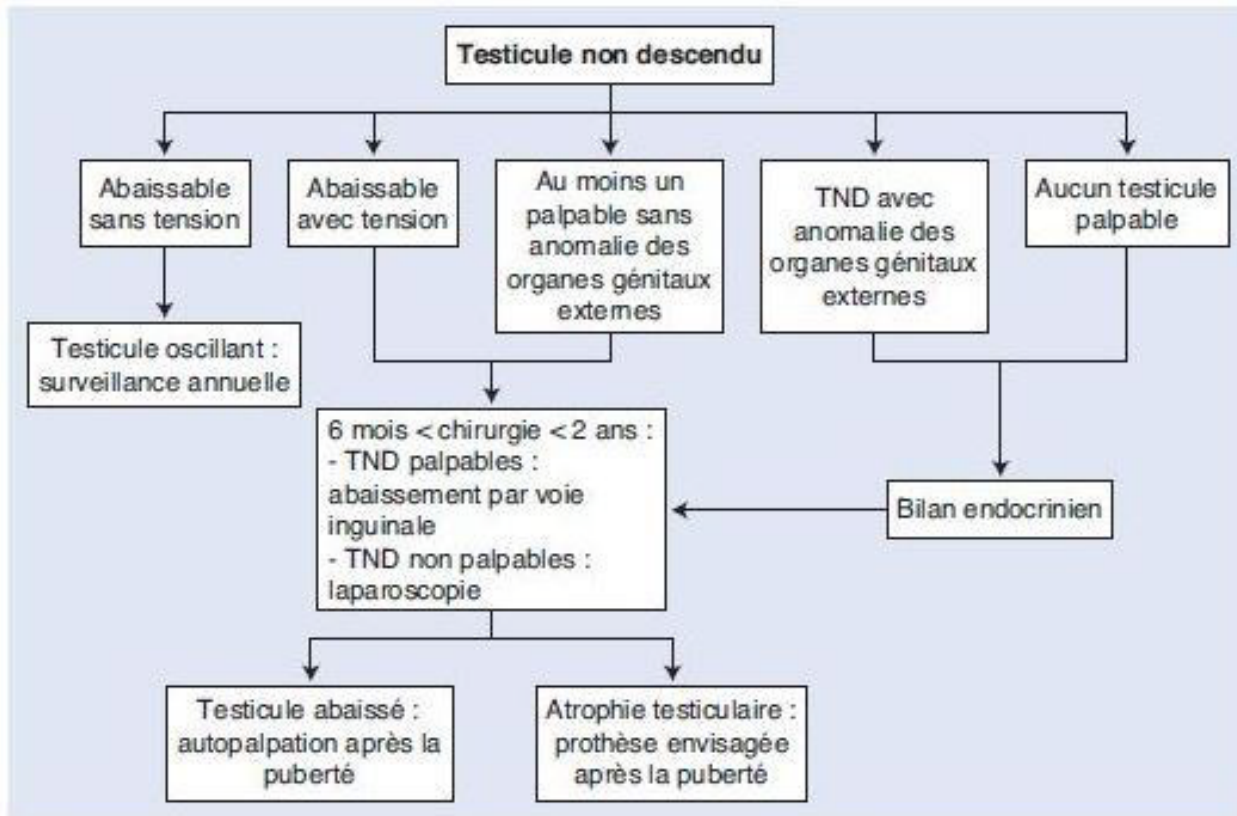 Testicule non descendu
Abaissable
sans tension
Abaissable
avec tension
Au moins un
palpable sans
anomalie des
organes génitaux
externes
TND avec
anomalie des
organes génitaux
externes
Aucun testicule
palpable
Testicule oscillant :
surveillance annuelle
6 mois < chirurgie < 2 ans :
- TND palpables :
abaissement par voie
inguinale
- TND non palpables :
laparoscopie
Bilan endocrinien
Testicule abaissé :
autopalpation après la
puberté
Atrophie testiculaire :
prothèse envisagée
après la puberté